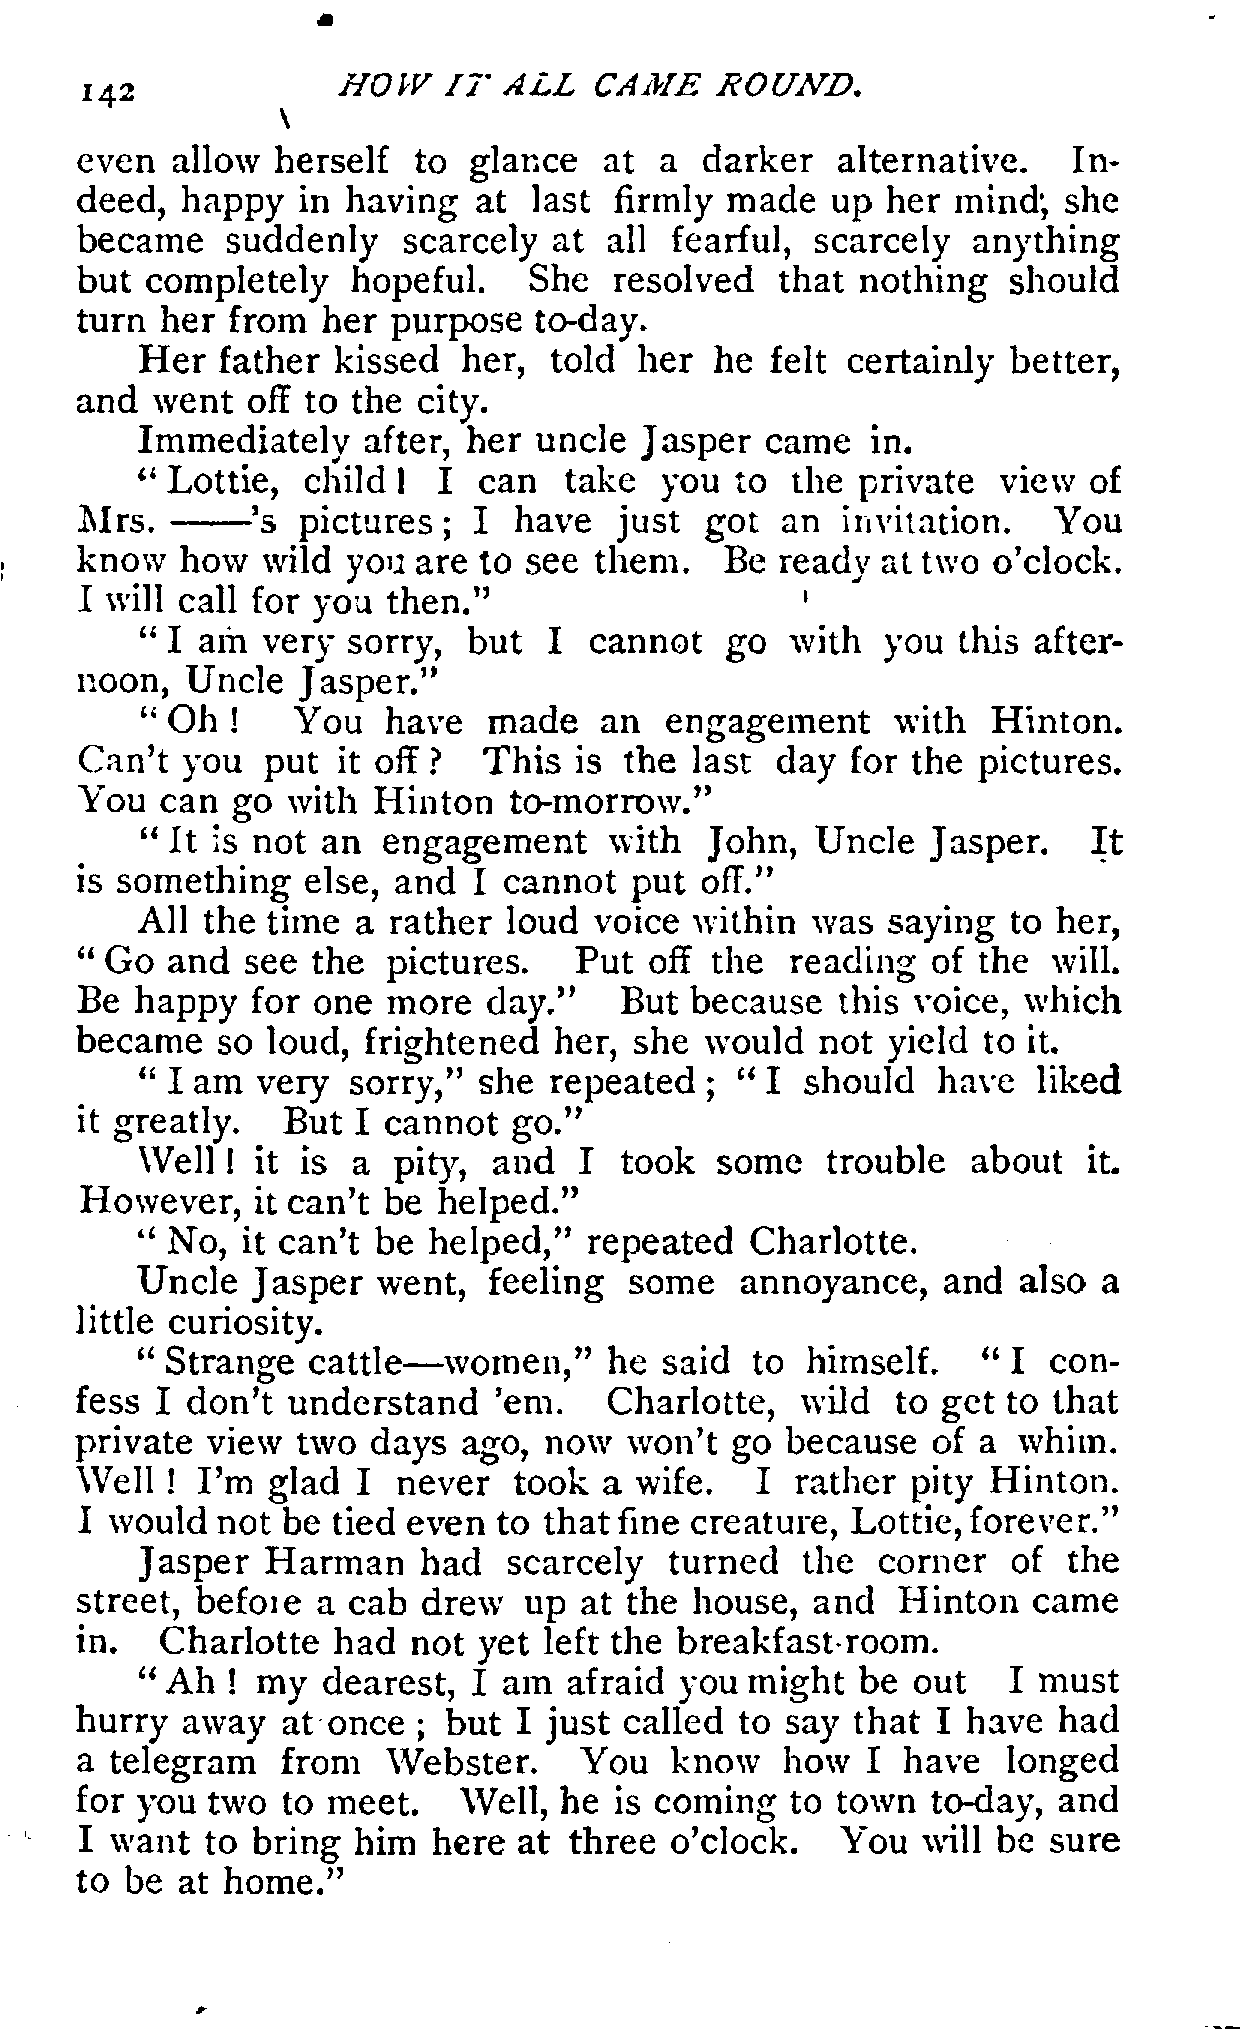 142 HOW IT ALL CAME ROUND.
even allow herself to glance at a darker alternative. In-
deed, happy in having at last firmly made up her mind, she
became suddenly scarcely at all fearful, scarcely anything
but completely hopeful. She resolved that nothing should
turn her from her purpose to-day.
Her father kissed her, told her he felt certainly better,
and went off to the city.
Immediately after, her uncle Jasper came in.
“ Lottie, child ! I can take you to the private view of
Mrs. ——’s pictures ; I have just got an invitation. You
know how wild you are to see them. Be ready at two o’clock.
I will call for you then.”
“ I am very sorry, but I cannot go with you this after-
noon, Uncle Jasper.”
“ Oh ! You have made an engagement with Hinton.
Can’t you put it off ? This is the last day for the pictures.
You can go with Hinton to-morrow.”
“ It is not an engagement with John, Uncle Jasper. It
is something else, and I cannot put off.”
All the time a rather loud voice within was saying to her,
“ Go and see the pictures. Put off the reading of the will.
Be happy for one more day.” But because this voice, which
became so loud, frightened her, she would not yield to it.
“ I am very sorry,” she repeated ; “ I should have liked
it greatly. But I cannot go.”
Well ! it is a pity, and I took some trouble about it.
However, it can’t be helped.”
“ No, it can’t be helped,” repeated Charlotte.
Uncle Jasper went, feeling some annoyance, and also a
little curiosity.
“ Strange cattle—women,” he said to himself. “ I con-
fess I don’t understand ’em. Charlotte, wild to get to that
private view two days ago, now won’t go because of a whim.
Well ! I’m glad I never took a wife. I rather pity Hinton.
I would not be tied even to that fine creature, Lottie, forever.”
Jasper Harman had scarcely turned the corner of the
street, before a cab drew up at the house, and Hinton came
in. Charlotte had not yet left the breakfast-room.
“ Ah ! my dearest, I am afraid you might be out I must
hurry away at once ; but I just called to say that I have had
a telegram from Webster. You know how I have longed
for you two to meet. Well, he is coming to town to-day, and
I want to bring him here at three o’clock. You will be sure
to be at home.”